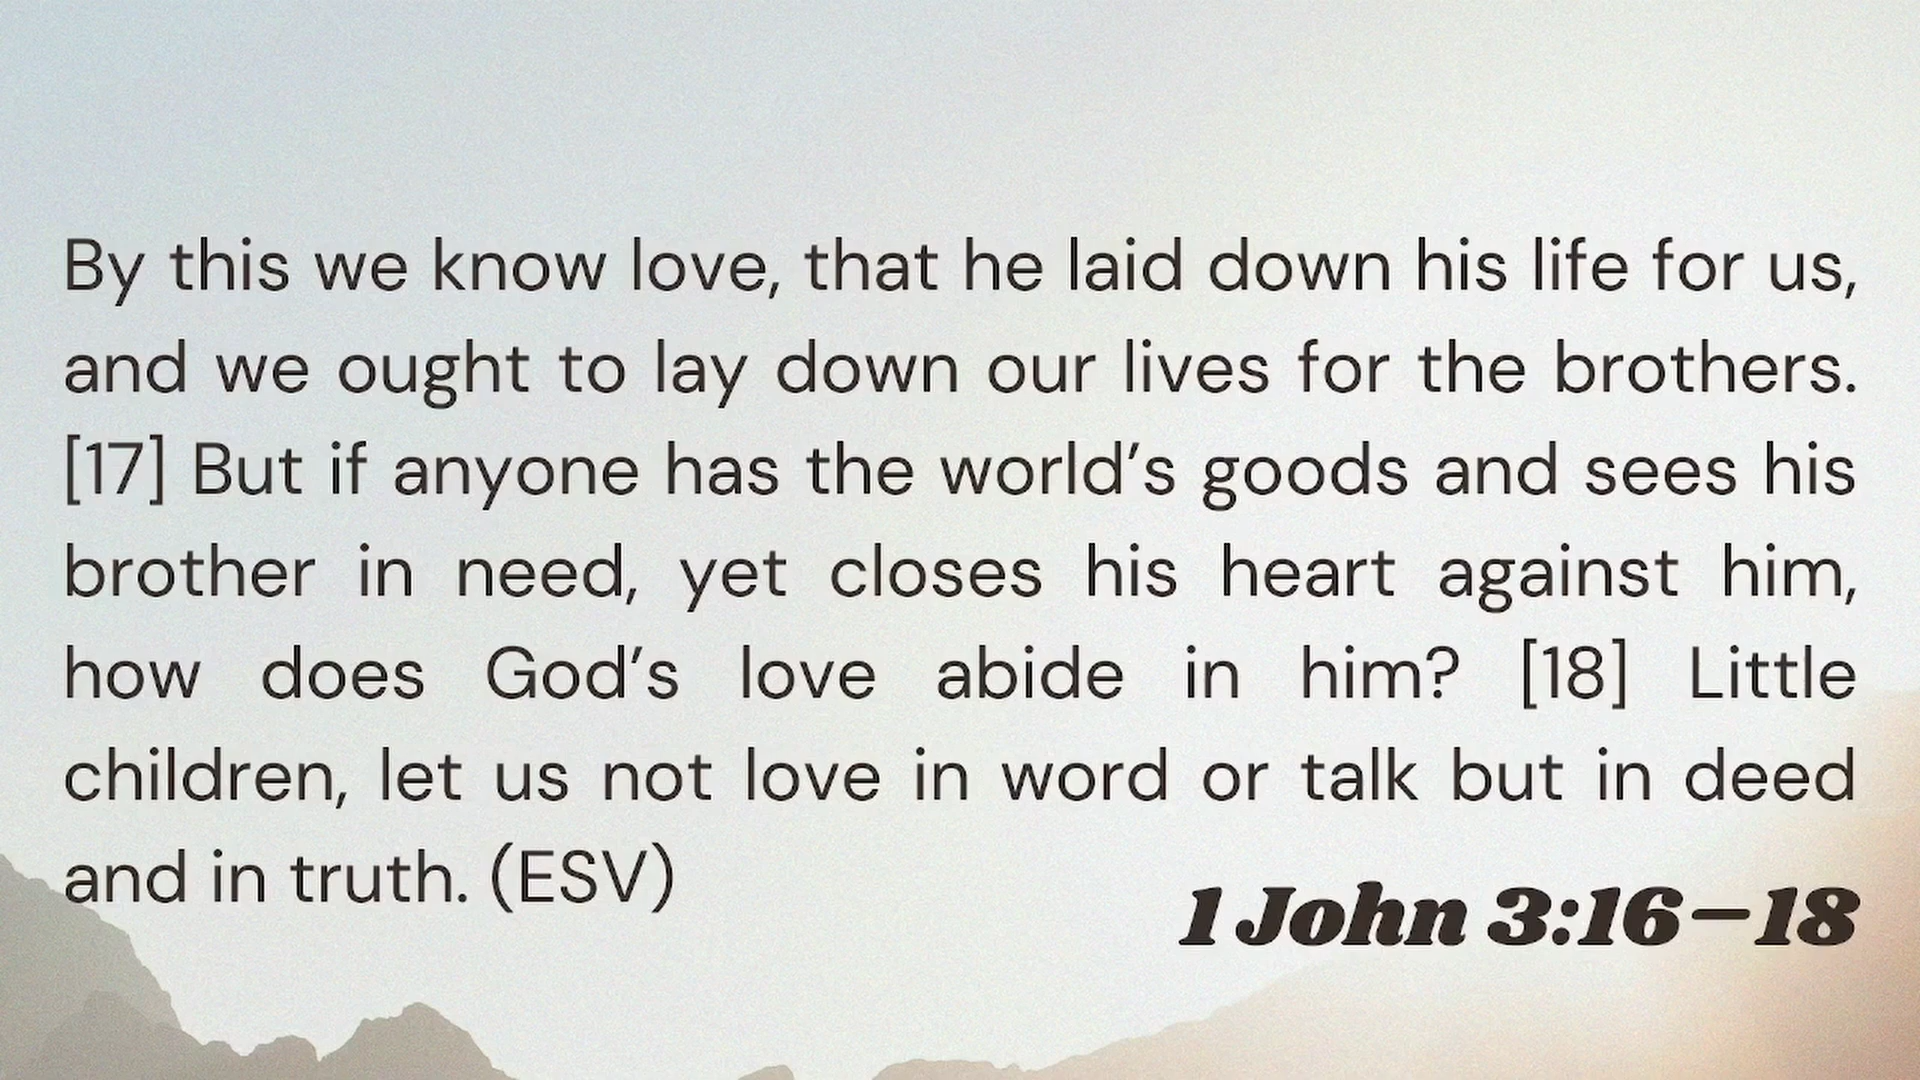 By this we know love, that he laid down his life for us,
and we ought to lay down our lives for the brothers.
[17] But if anyone has the world’s goods and sees his
brother in need, yet closes his heart against him,
how does God’s love abide in him? [18] Little
children, let us not love in word or talk but in deed
and in truth. (ESV)
1 John 3:16–18